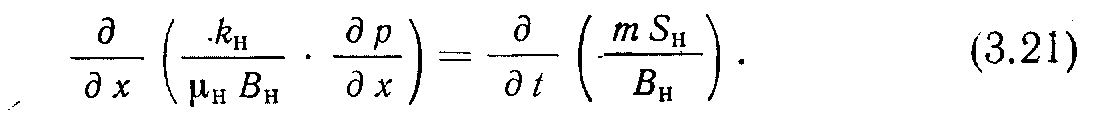 ∂/∂x (k_н/(μ_н B_н) · ∂p/∂x) = ∂/∂t (m S_н/B_н). (3.21)